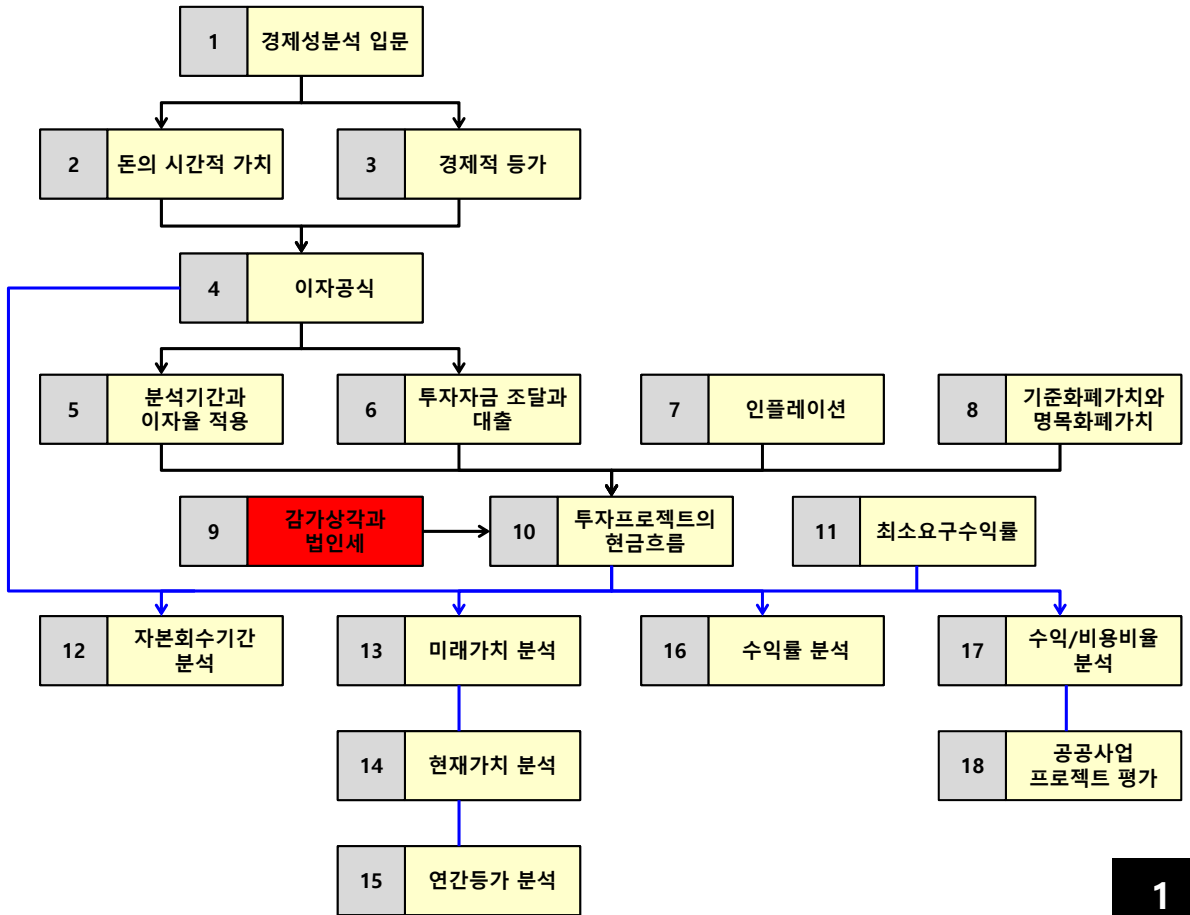 1
경제성분석 입문
2
돈의 시간적 가치
3
경제적 등가
4
이자공식
5
분석기간과
이자율 적용
6
투자자금 조달과
대출
7
인플레이션
8
기준화폐가치와
명목화폐가치
9
감가상각과
법인세
10
투자프로젝트의
현금흐름
11
최소요구수익률
12
자본회수기간
분석
13
미래가치 분석
16
수익률 분석
17
수익/비용비율
분석
14
현재가치 분석
18
공공사업
프로젝트 평가
15
연간등가 분석
1